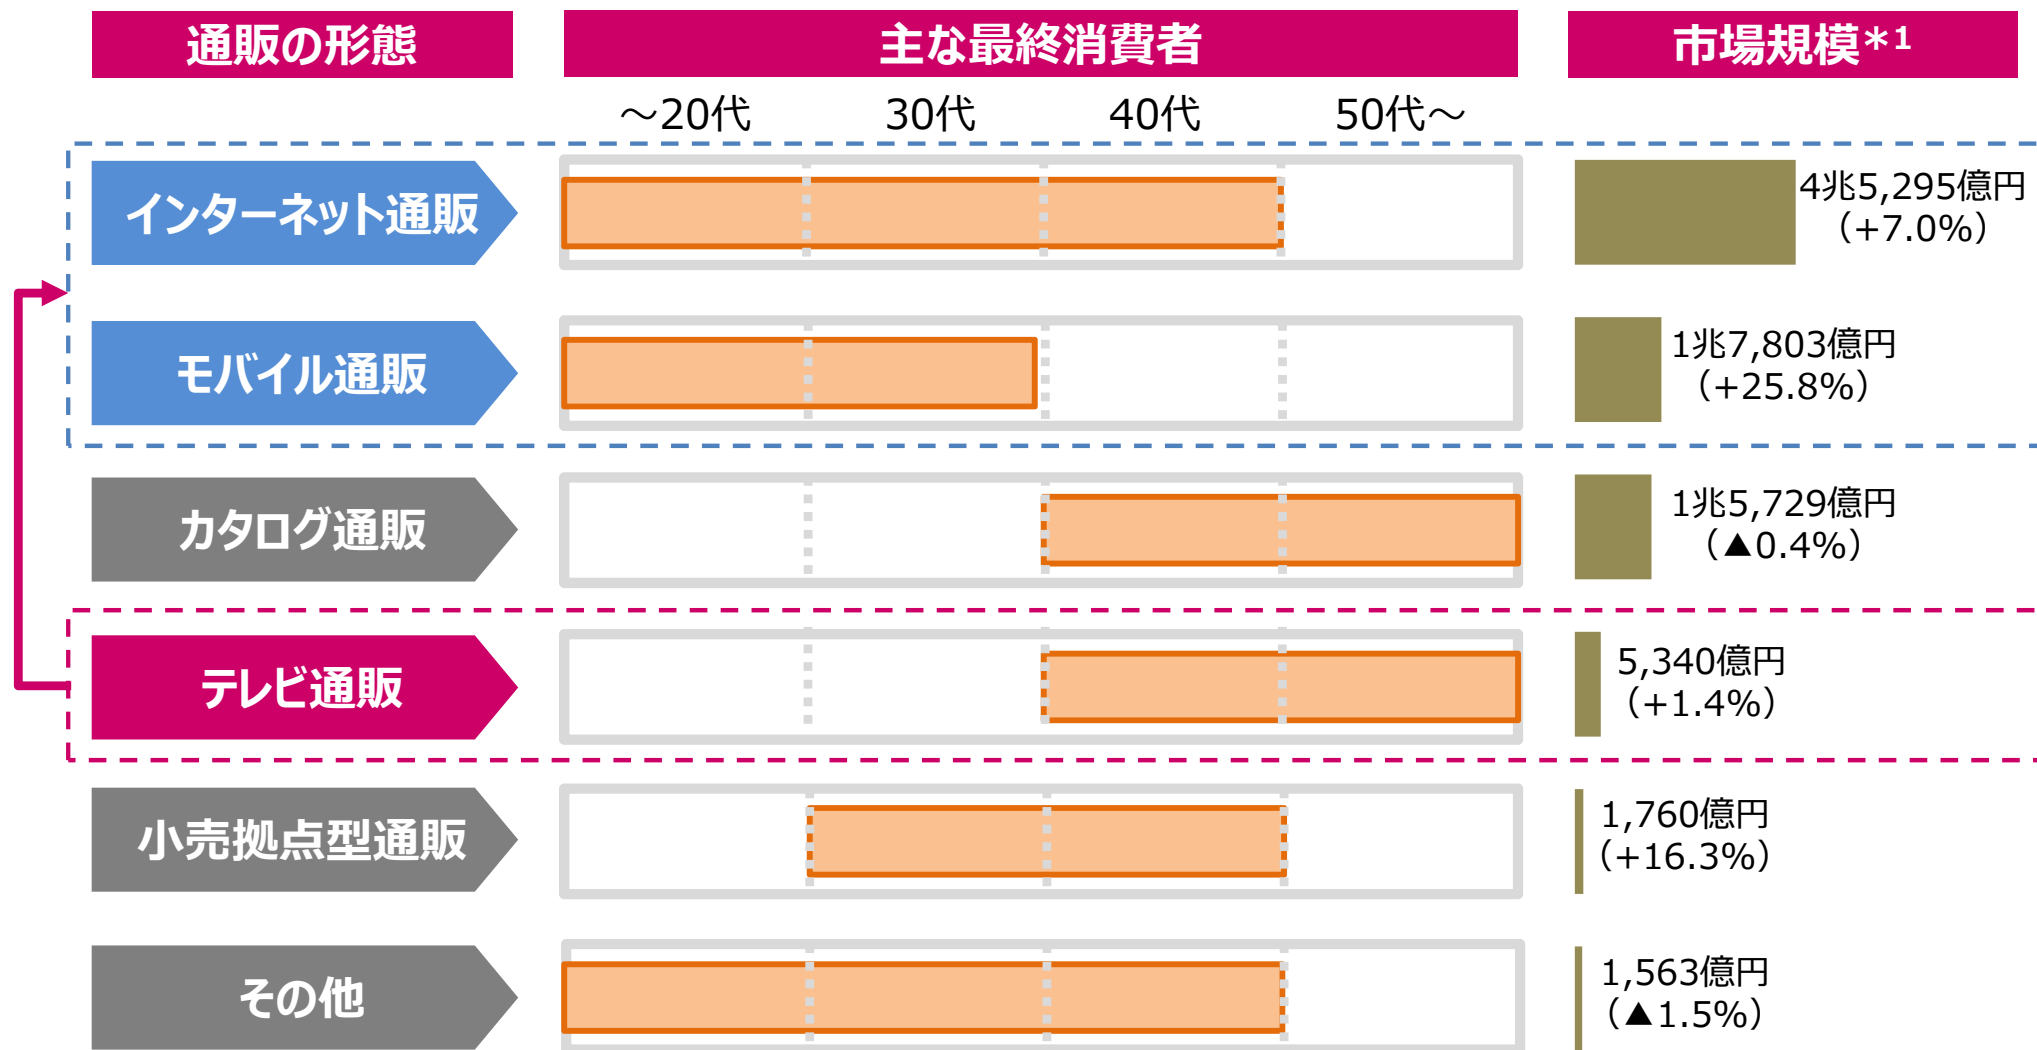 通販の形態
主な最終消費者
市場規模*1
～20代
30代
40代
50代～
インターネット通販
4兆5,295億円
（+7.0%）
モバイル通販
1兆7,803億円
（+25.8%）
カタログ通販
1兆5,729億円
（▲0.4%）
テレビ通販
5,340億円
（+1.4%）
小売拠点型通販
1,760億円
（+16.3%）
その他
1,563億円
（▲1.5%）